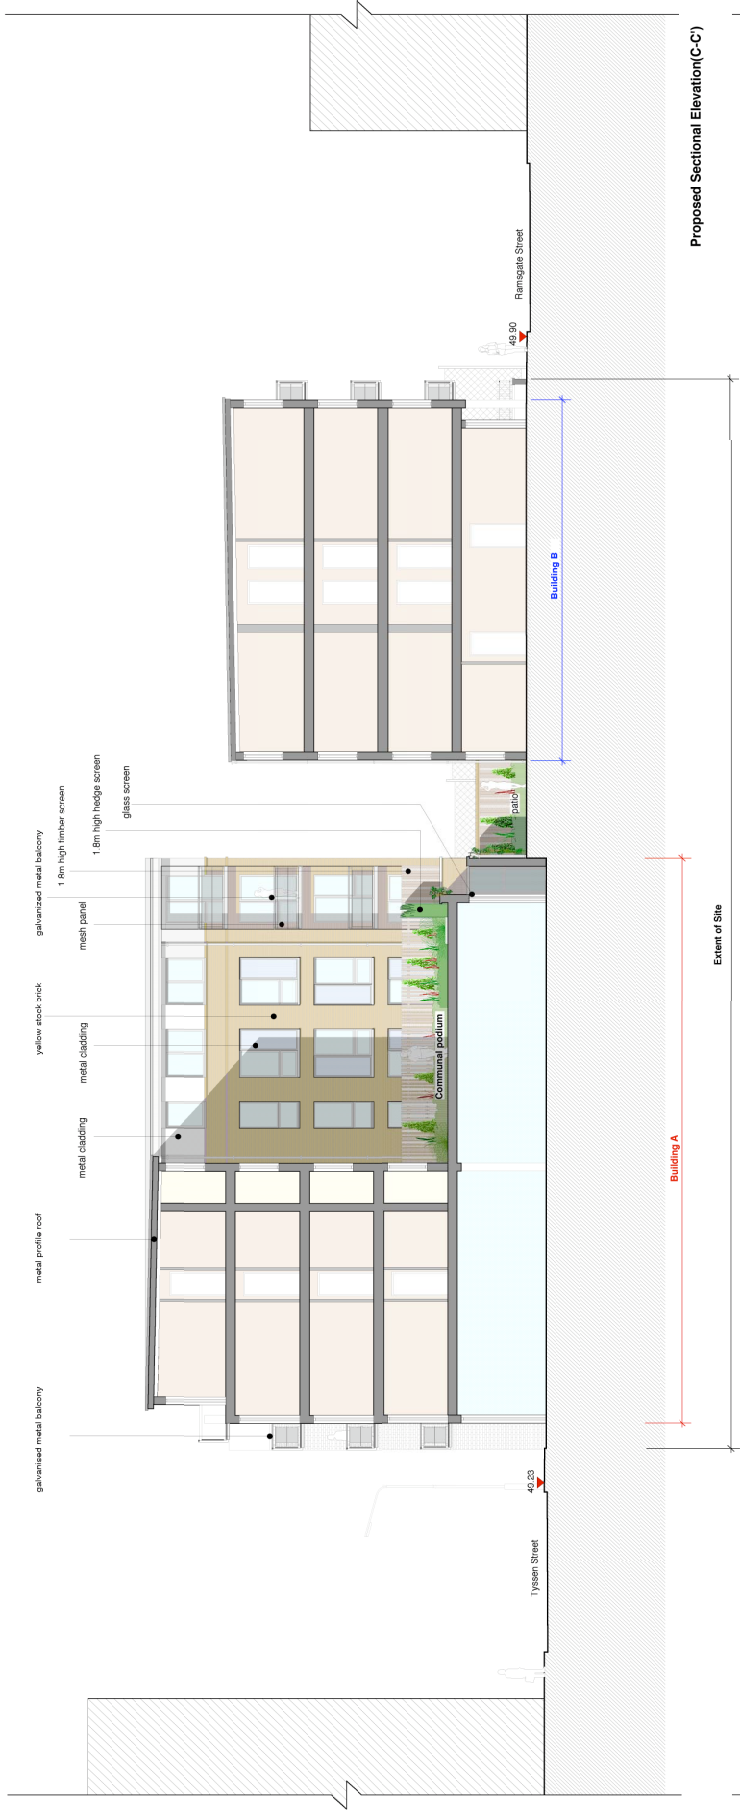 galvanised metal balcony
metal profile roof
metal cladding
metal cladding
yellow stock brick
mesh panel
galvanized metal balcony
1.8m high timber screen
1.8m high hedge screen
glass screen
Communal podium
patio
Tyssen Street
49.23
Ramsgate Street
49.90
Building A
Building B
Extent of Site
Proposed Sectional Elevation(C-C')